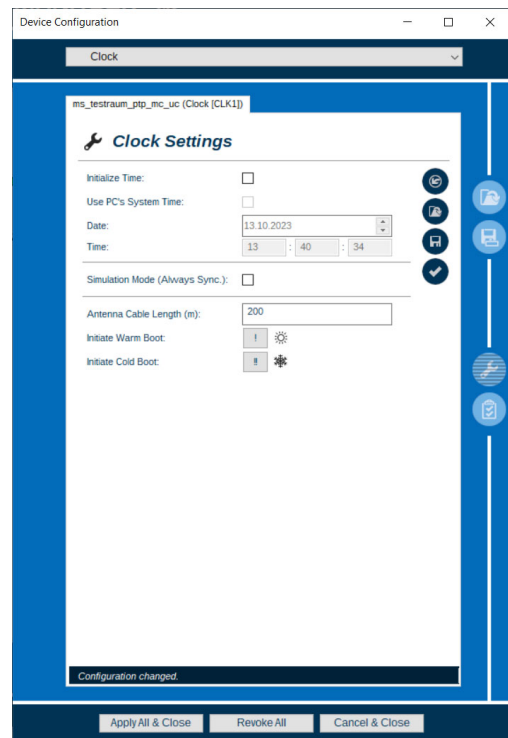 Device Configuration
Clock
ms_testraum_ptp_mc_uc (Clock [CLK1])
Clock Settings
Initialize Time:
Use PC's System Time:
Date: 13.10.2023
Time: 13 : 40 : 34
Simulation Mode (Always Sync.):
Antenna Cable Length (m): 200
Initiate Warm Boot: !
Initiate Cold Boot: !!
Configuration changed.
Apply All & Close Revoke All Cancel & Close